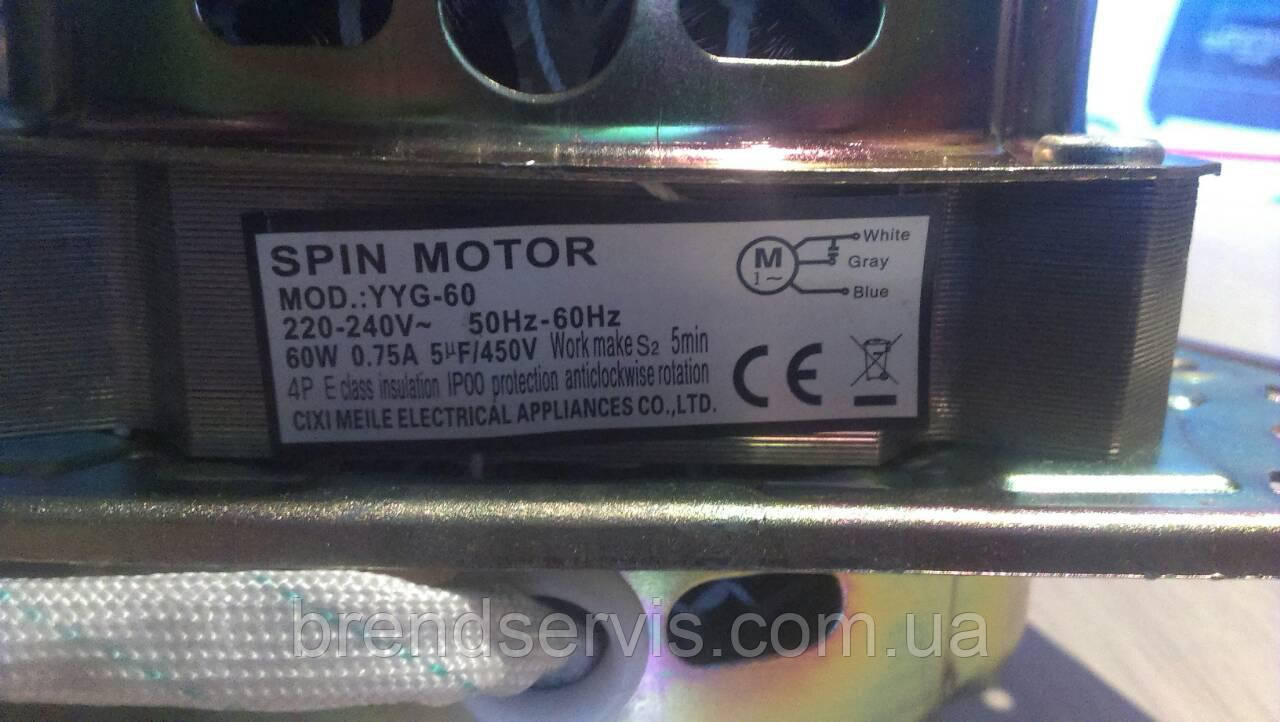 SPIN MOTOR
MOD.:YYG-60
220-240V~ 50Hz-60Hz
60W 0.75A 5µF/450V Work make S2 5min
4P E class insulation IP00 protection anticlockwise rotation
CIXI MEILE ELECTRICAL APPLIANCES CO.,LTD.
M
1~
White
Gray
Blue
CE
brendservis.com.ua